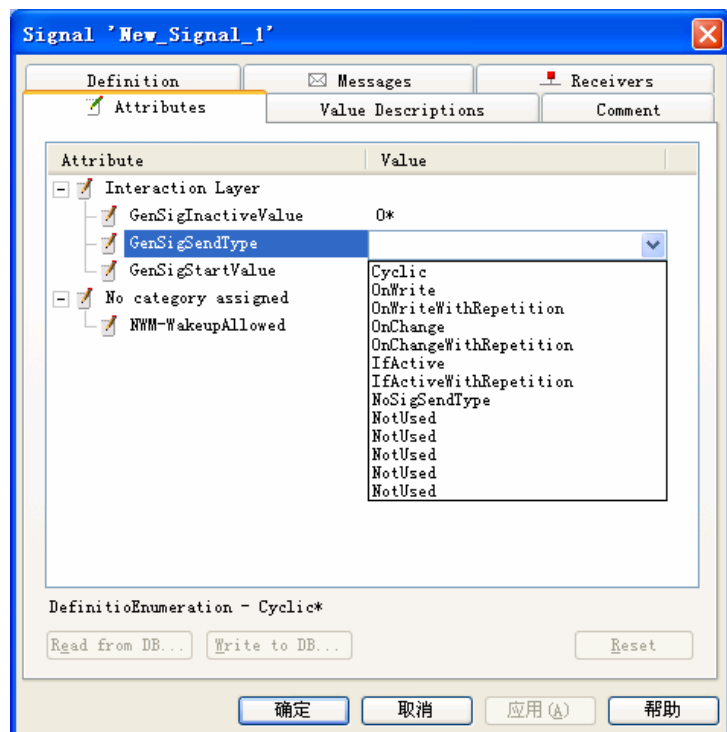 Signal 'New_Signal_1'
Definition Messages Receivers
Attributes Value Descriptions Comment
Attribute Value
Interaction Layer
GenSigInactiveValue 0*
GenSigSendType
GenSigStartValue
No category assigned
NWM-WakeupAllowed
Cyclic
OnWrite
OnWriteWithRepetition
OnChange
OnChangeWithRepetition
IfActive
IfActiveWithRepetition
NoSigSendType
NotUsed
NotUsed
NotUsed
NotUsed
NotUsed
DefinitioEnumeration - Cyclic*
Read from DB... Write to DB... Reset
确定 取消 应用(A) 帮助